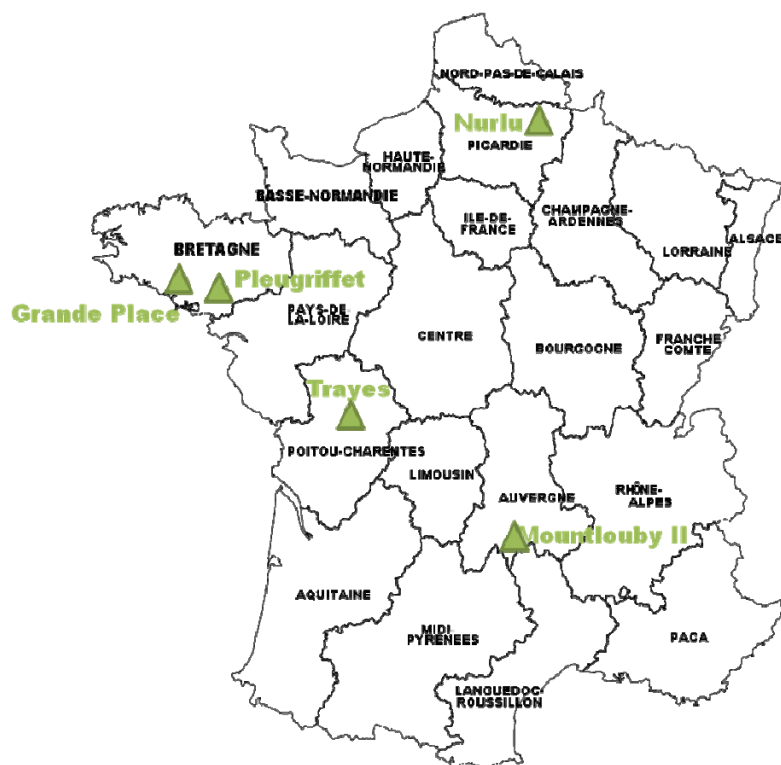 NORD-PAS-DE-CALAIS
Nurlu
PICARDIE
HAUTE-
NORMANDIE
BASSE-NORMANDIE
ILE-DE-
FRANCE
CHAMPAGNE-
ARDENNES
LORRAINE
ALSACE
BRETAGNE
Pleugriffet
Grande Place
PAYS-DE
LA-LOIRE
CENTRE
BOURGOGNE
FRANCHE
COMTE
Trayes
POITOU-CHARENTES
LIMOUSIN
AUVERGNE
RHÔNE-
ALPES
Mountlouby II
AQUITAINE
MIDI-
PYRENEES
PACA
LANGUEDOC-
ROUSSILLON